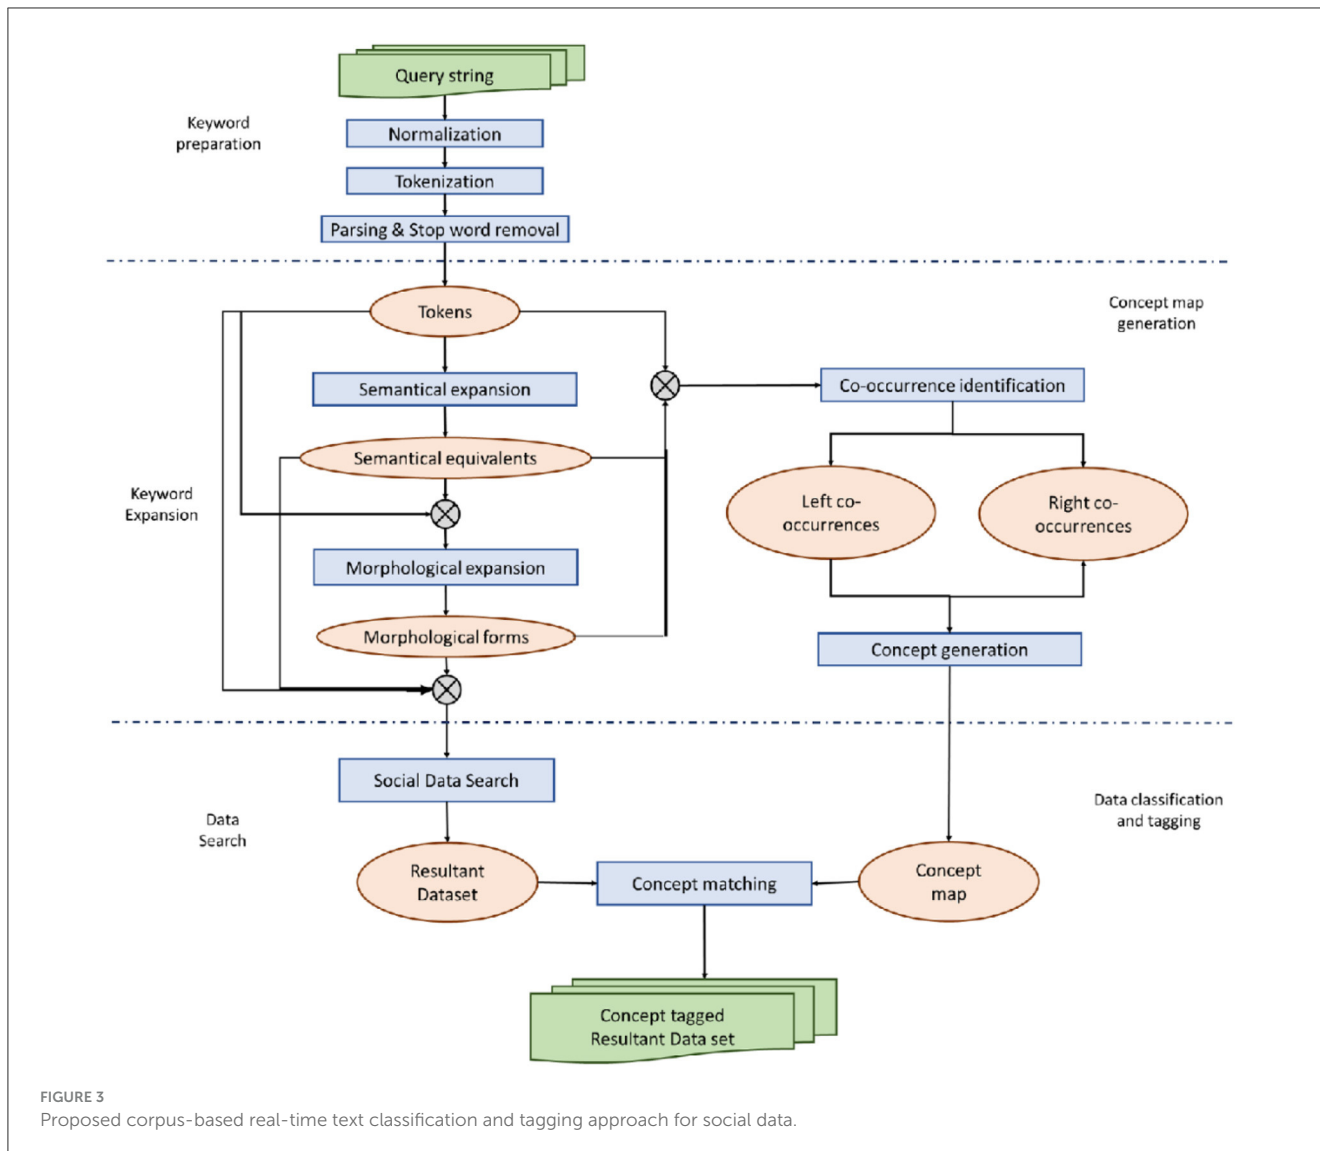 Query string
Keyword
preparation
Normalization
Tokenization
Parsing & Stop word removal
Tokens
Concept map
generation
Semantical expansion
Co-occurrence identification
Semantical equivalents
Keyword
Expansion
Left co-
occurrences
Right co-
occurrences
Morphological expansion
Morphological forms
Concept generation
Social Data Search
Data
Search
Data classification
and tagging
Resultant
Dataset
Concept matching
Concept
map
Concept tagged
Resultant Data set
FIGURE 3
Proposed corpus-based real-time text classification and tagging approach for social data.